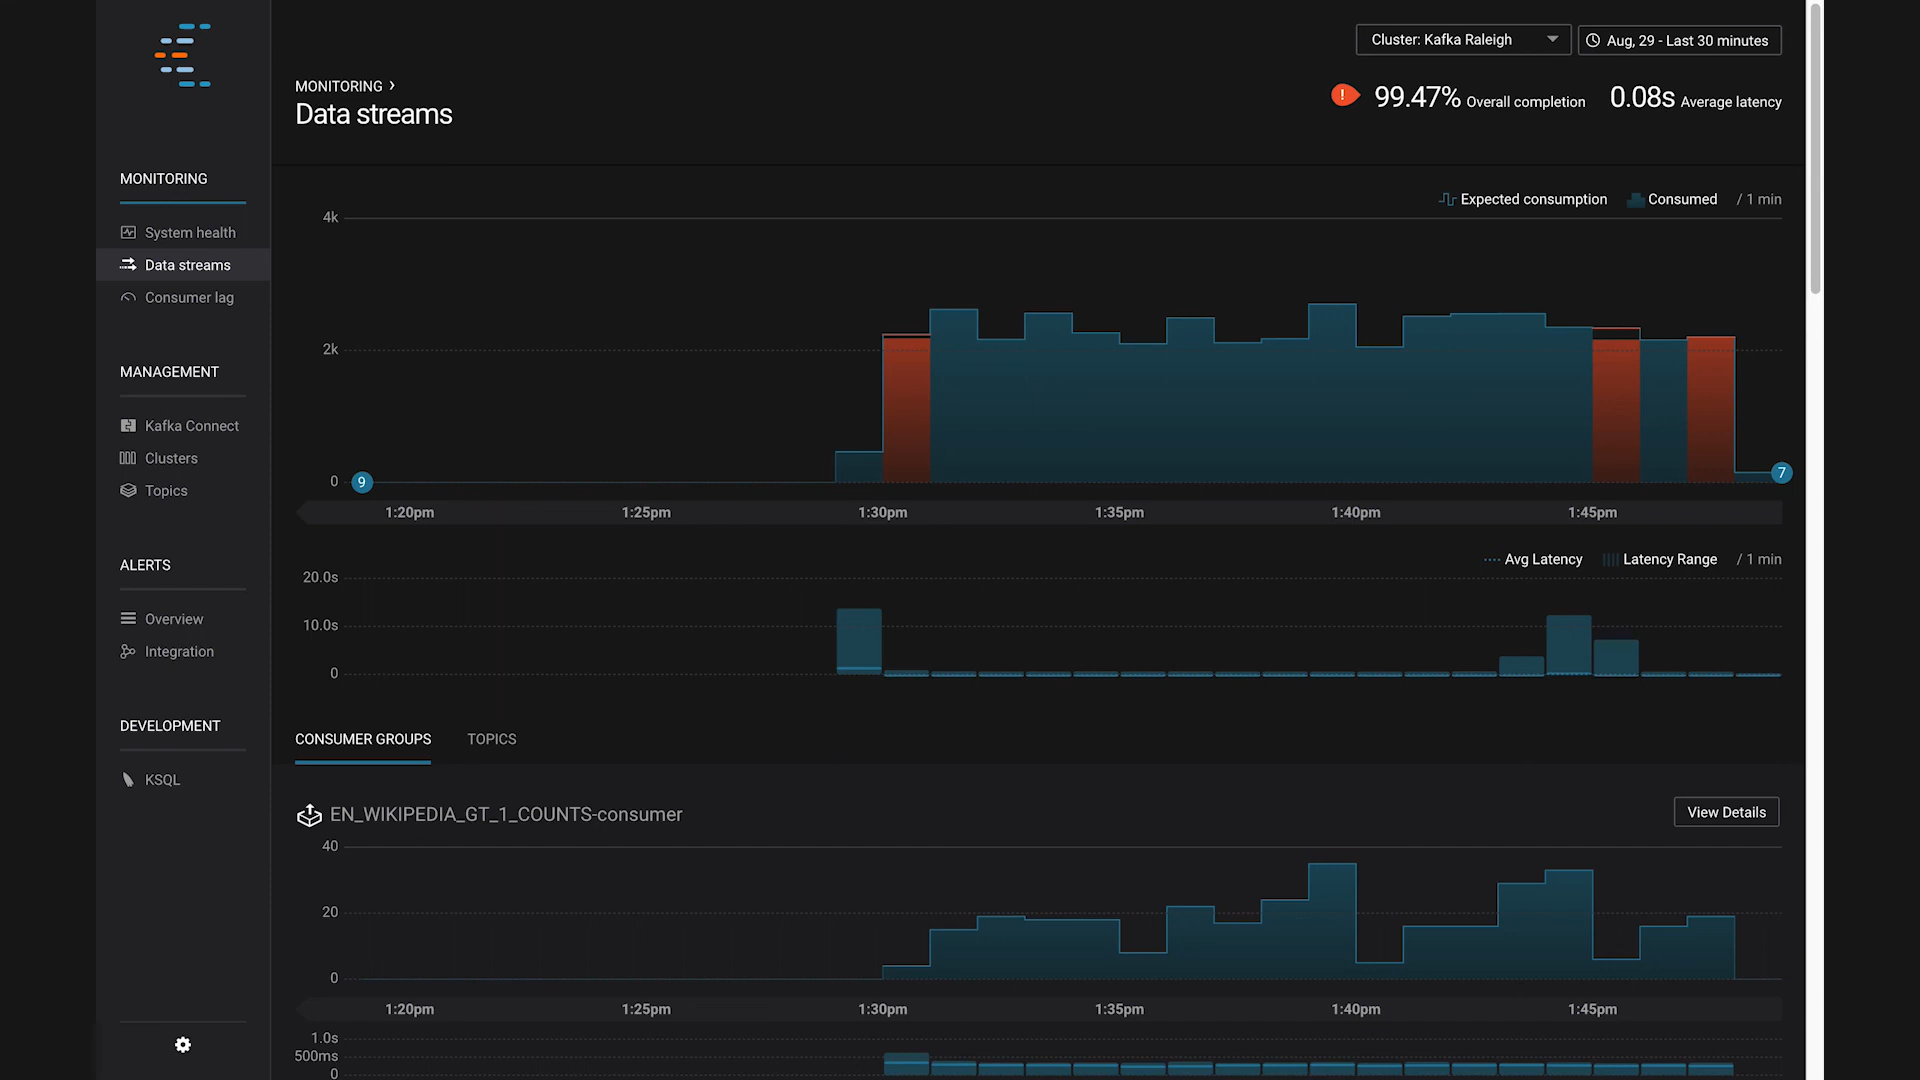 Cluster: Kafka Raleigh
Aug, 29 - Last 30 minutes
MONITORING ›
Data streams
! 99.47% Overall completion 0.08s Average latency
MONITORING
System health
Data streams
Consumer lag
MANAGEMENT
Kafka Connect
Clusters
Topics
ALERTS
Overview
Integration
DEVELOPMENT
KSQL
Expected consumption Consumed / 1 min
4k
2k
0
9
7
1:20pm 1:25pm 1:30pm 1:35pm 1:40pm 1:45pm
Avg Latency Latency Range / 1 min
20.0s
10.0s
0
CONSUMER GROUPS TOPICS
EN_WIKIPEDIA_GT_1_COUNTS-consumer
View Details
40
20
0
1:20pm 1:25pm 1:30pm 1:35pm 1:40pm 1:45pm
1.0s
500ms
0